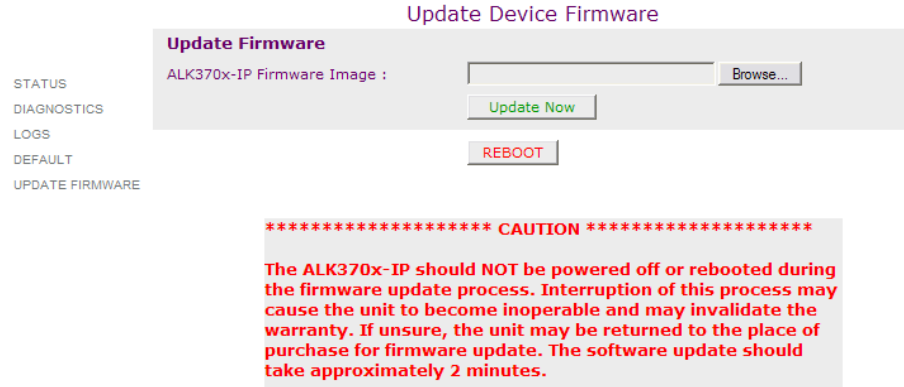 Update Device Firmware
Update Firmware
ALK370x-IP Firmware Image :
Browse...
Update Now
REBOOT
STATUS
DIAGNOSTICS
LOGS
DEFAULT
UPDATE FIRMWARE
******************** CAUTION ********************
The ALK370x-IP should NOT be powered off or rebooted during
the firmware update process. Interruption of this process may
cause the unit to become inoperable and may invalidate the
warranty. If unsure, the unit may be returned to the place of
purchase for firmware update. The software update should
take approximately 2 minutes.